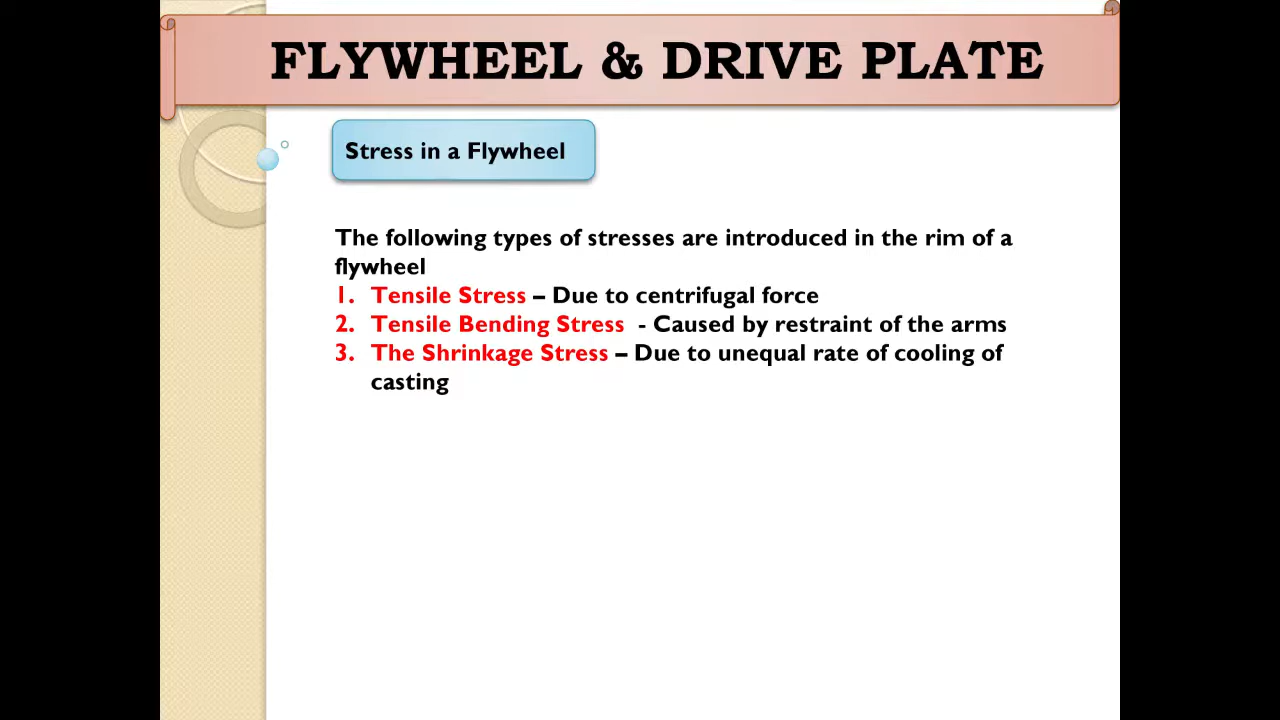 FLYWHEEL & DRIVE PLATE
Stress in a Flywheel
The following types of stresses are introduced in the rim of a
flywheel
1. Tensile Stress – Due to centrifugal force
2. Tensile Bending Stress - Caused by restraint of the arms
3. The Shrinkage Stress – Due to unequal rate of cooling of
casting